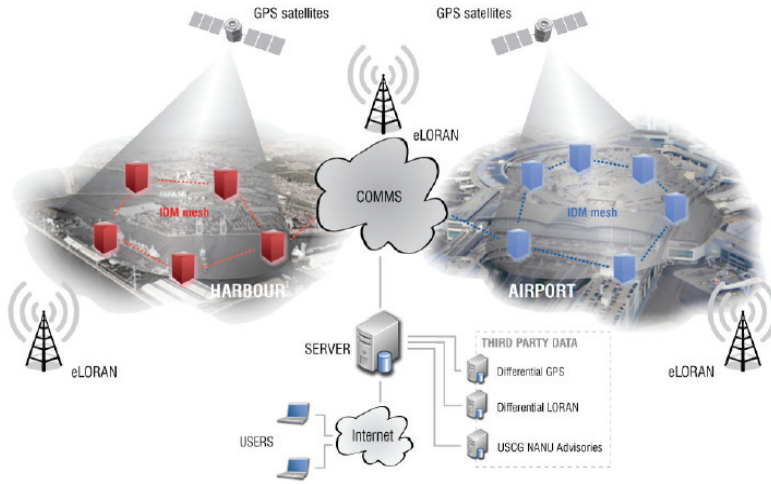 GPS satellites
GPS satellites
eLORAN
COMMS
IDM mesh
IDM mesh
HARBOUR
AIRPORT
eLORAN
eLORAN
SERVER
THIRD PARTY DATA
Differential GPS
Differential LORAN
USCG NANU Advisories
USERS
Internet